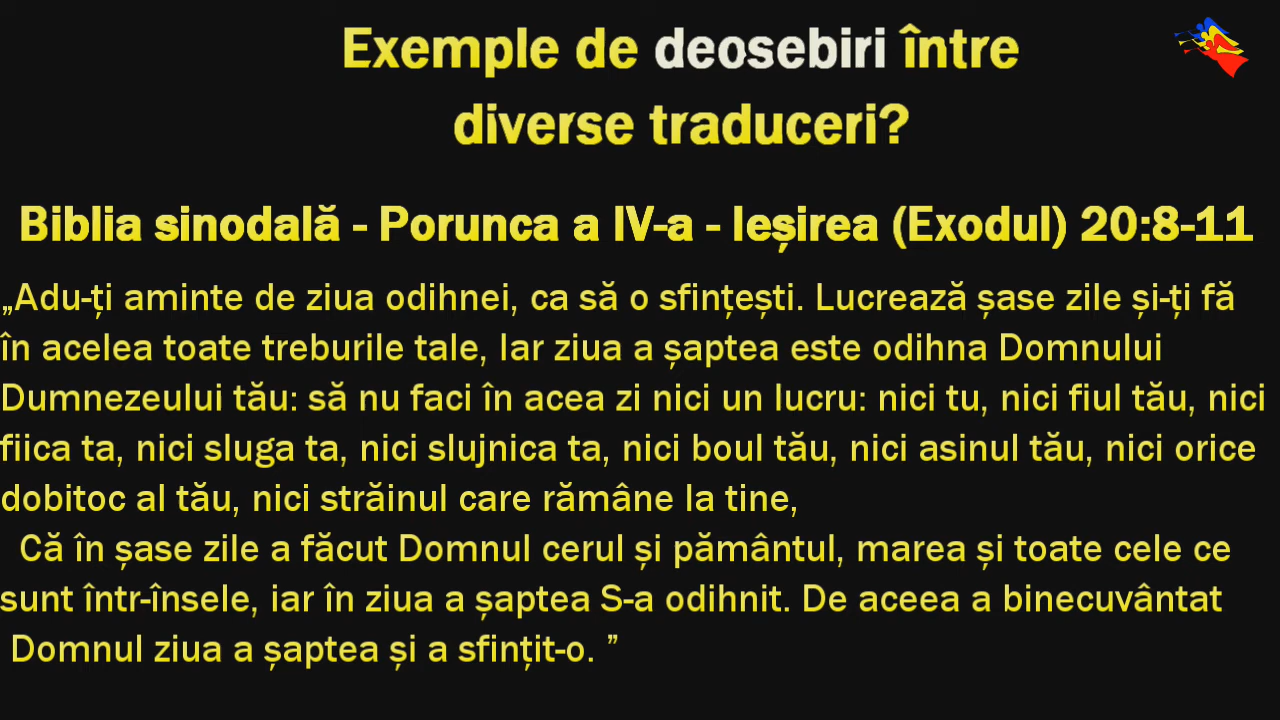 Exemple de deosebiri între
diverse traduceri?
Biblia sinodală - Porunca a IV-a - Ieșirea (Exodul) 20:8-11
„Adu-ți aminte de ziua odihnei, ca să o sfințești. Lucrează șase zile și-ți fă
în acelea toate treburile tale, Iar ziua a șaptea este odihna Domnului
Dumnezeului tău: să nu faci în acea zi nici un lucru: nici tu, nici fiul tău, nici
fiica ta, nici sluga ta, nici slujnica ta, nici boul tău, nici asinul tău, nici orice
dobitoc al tău, nici străinul care rămâne la tine,
Că în șase zile a făcut Domnul cerul și pământul, marea și toate cele ce
sunt într-însele, iar în ziua a șaptea S-a odihnit. De aceea a binecuvântat
Domnul ziua a șaptea și a sfințit-o. ”